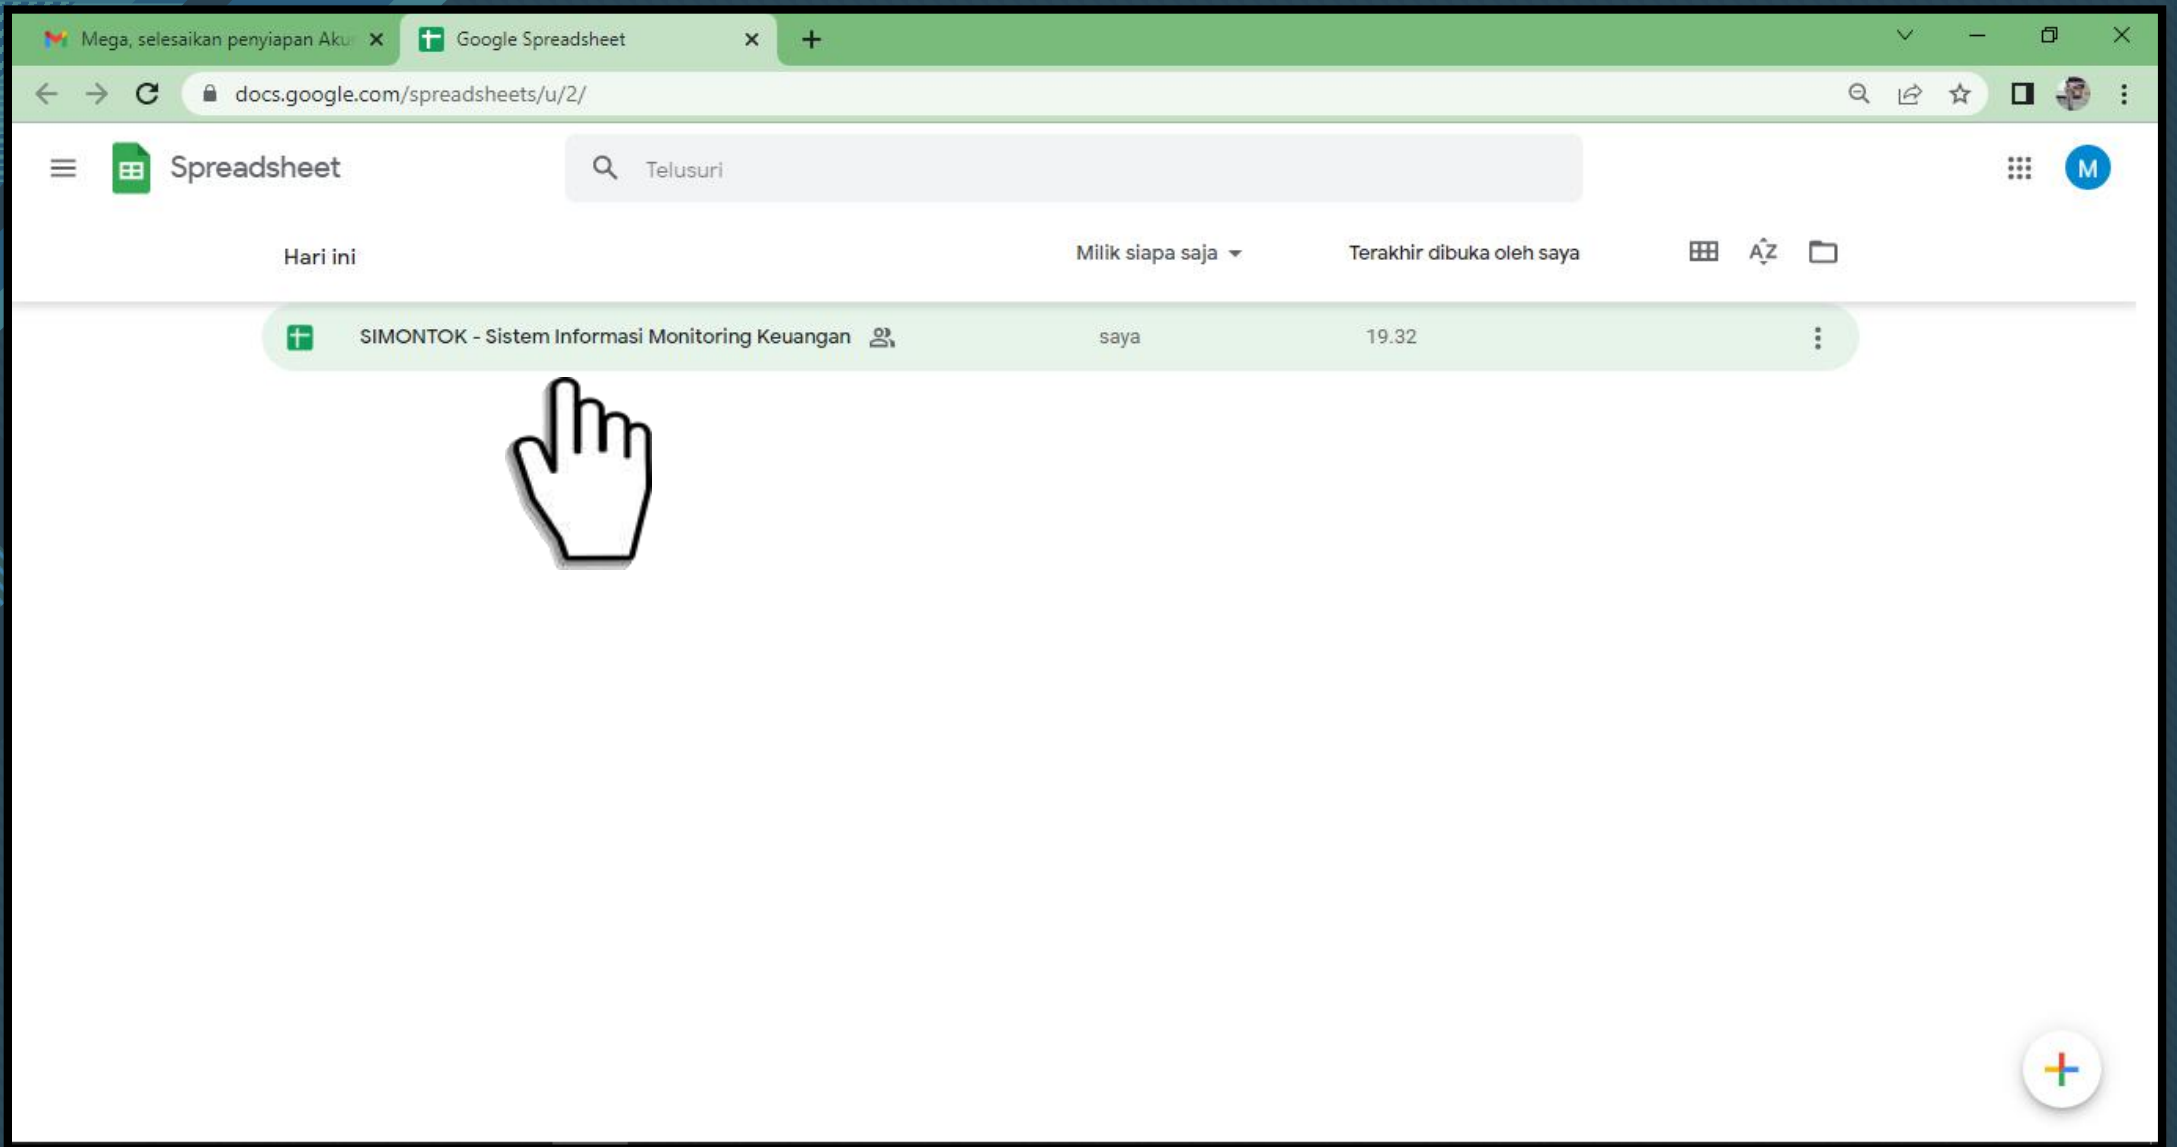 Mega, selesaikan penyiapan Aku
Google Spreadsheet
docs.google.com/spreadsheets/u/2/
Spreadsheet
Telusuri
M
Hari ini
Milik siapa saja
Terakhir dibuka oleh saya
AZ
SIMONTOK - Sistem Informasi Monitoring Keuangan
saya
19.32